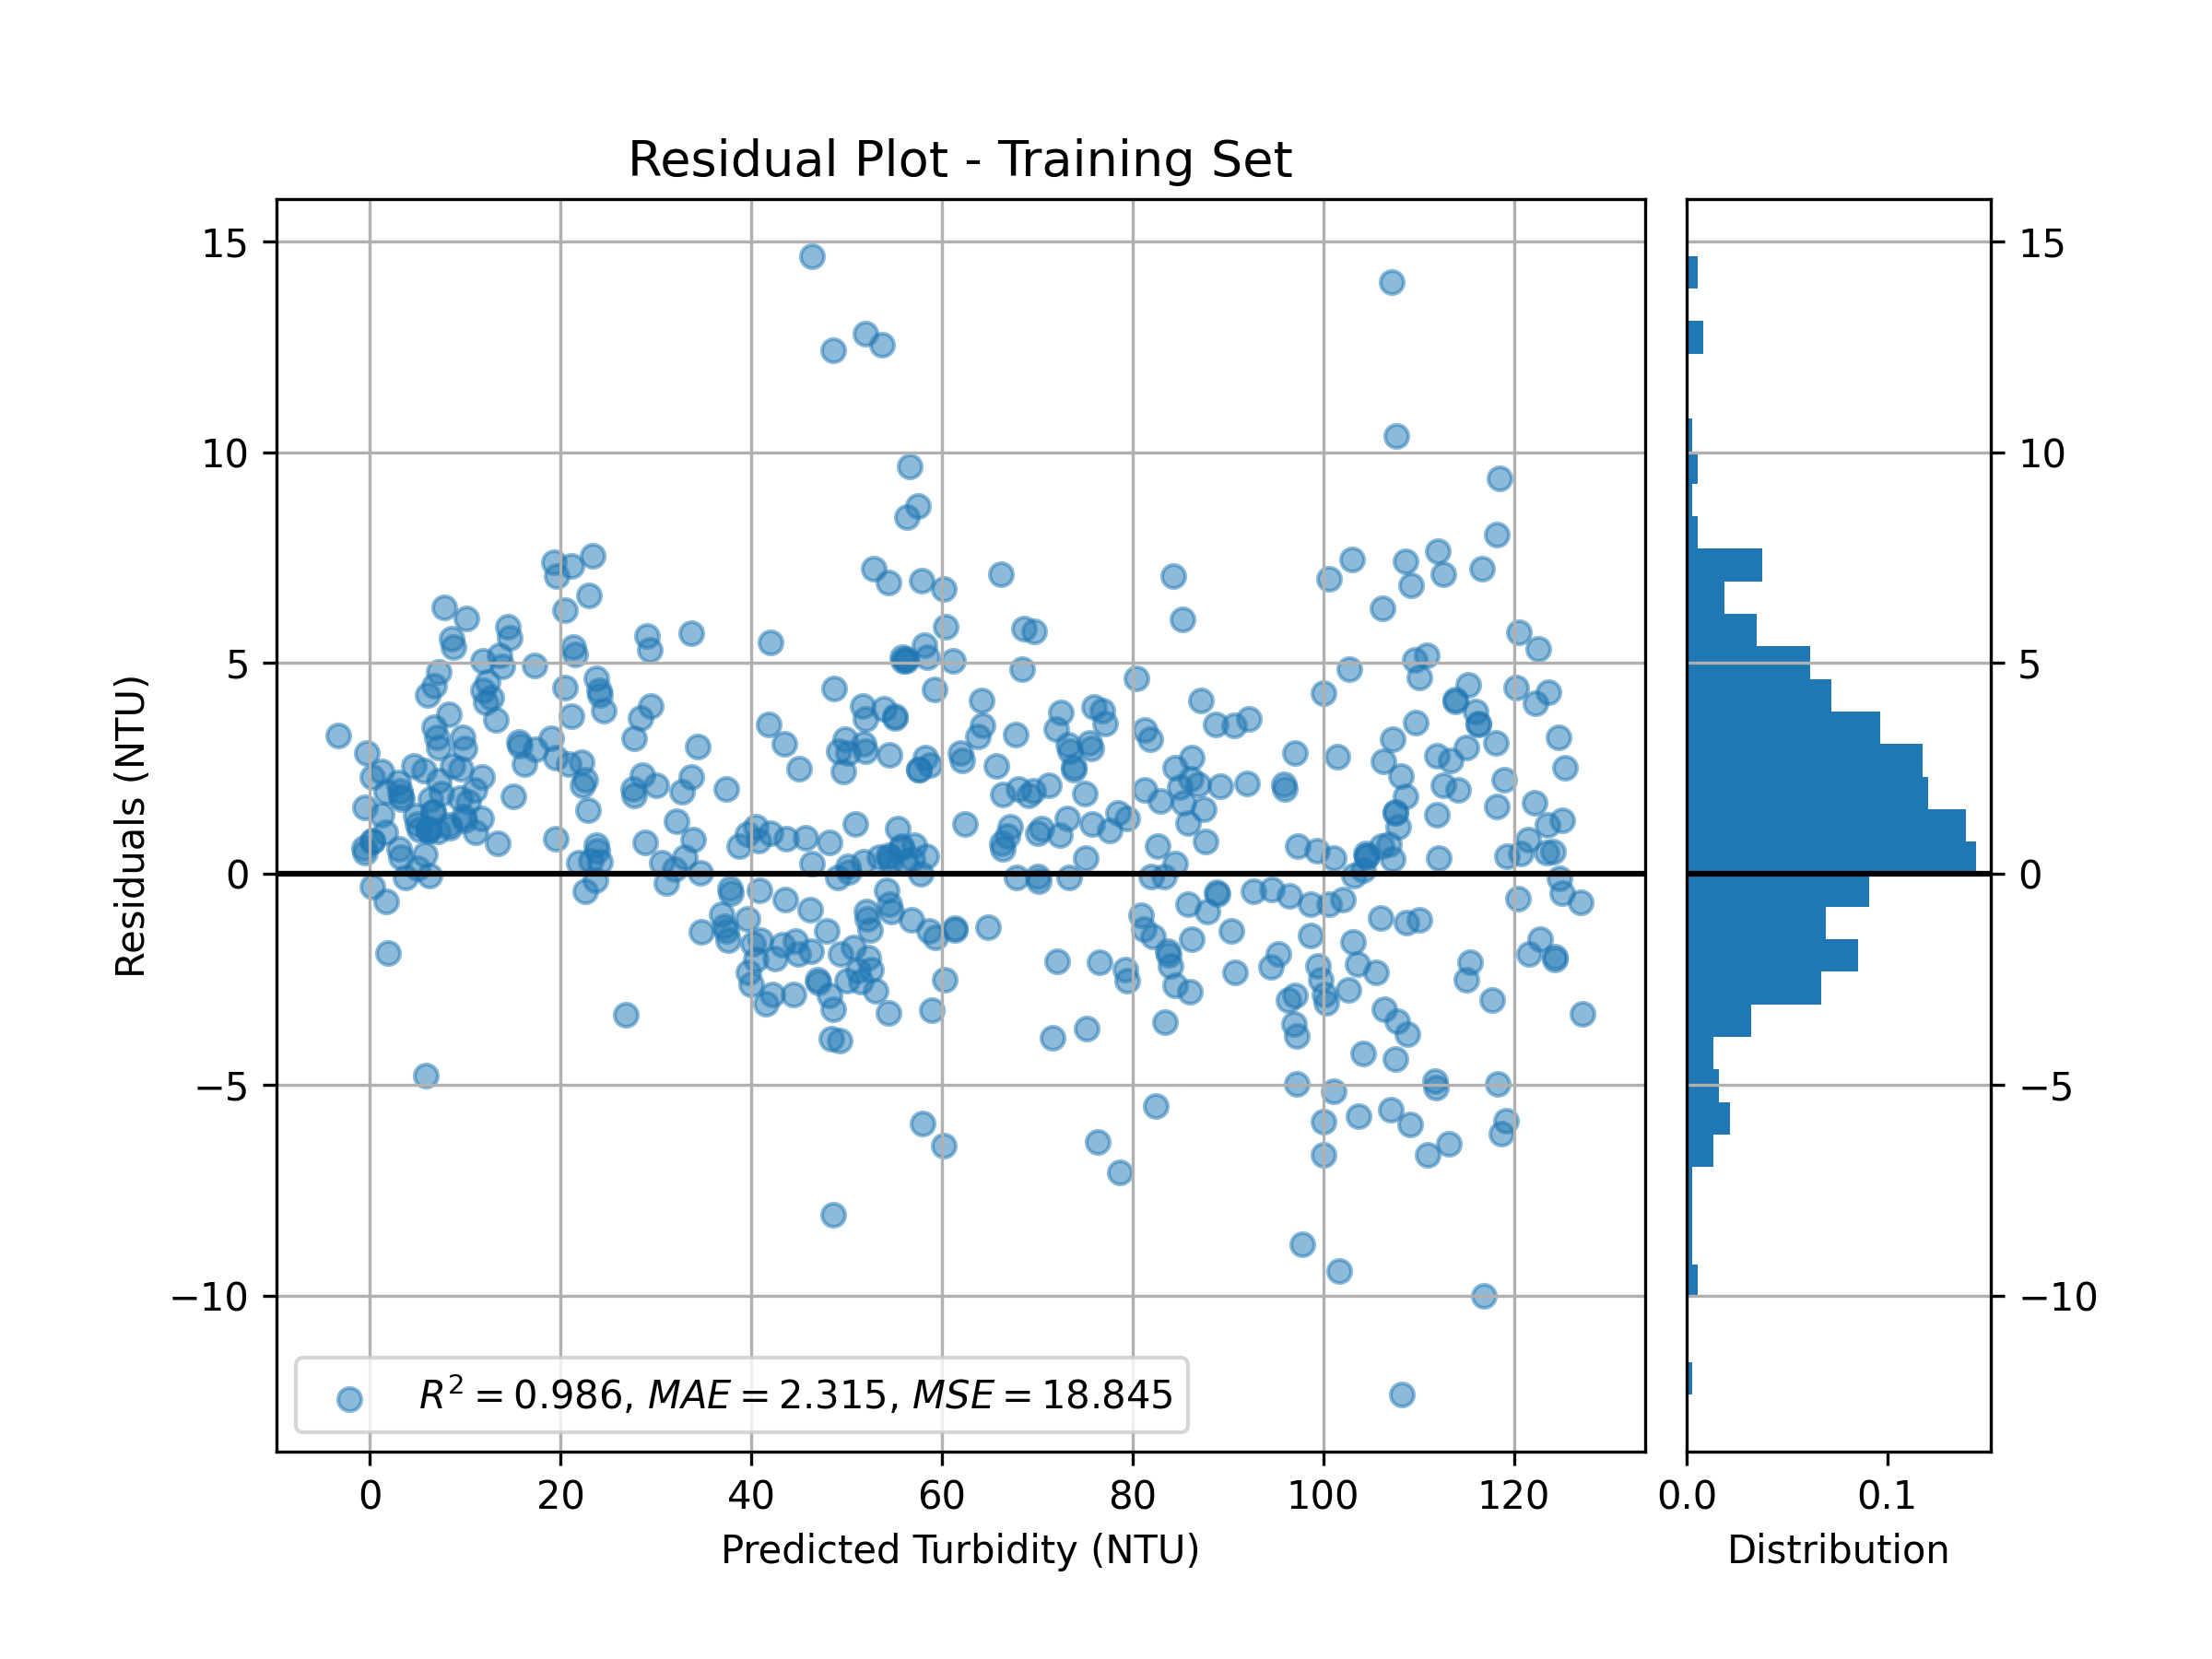 Residual Plot - Training Set
15
10
5
0
−5
−10
Residuals (NTU)
R² = 0.986, MAE = 2.315, MSE = 18.845
0 20 40 60 80 100 120
Predicted Turbidity (NTU)
15
10
5
0
−5
−10
0.0 0.1
Distribution